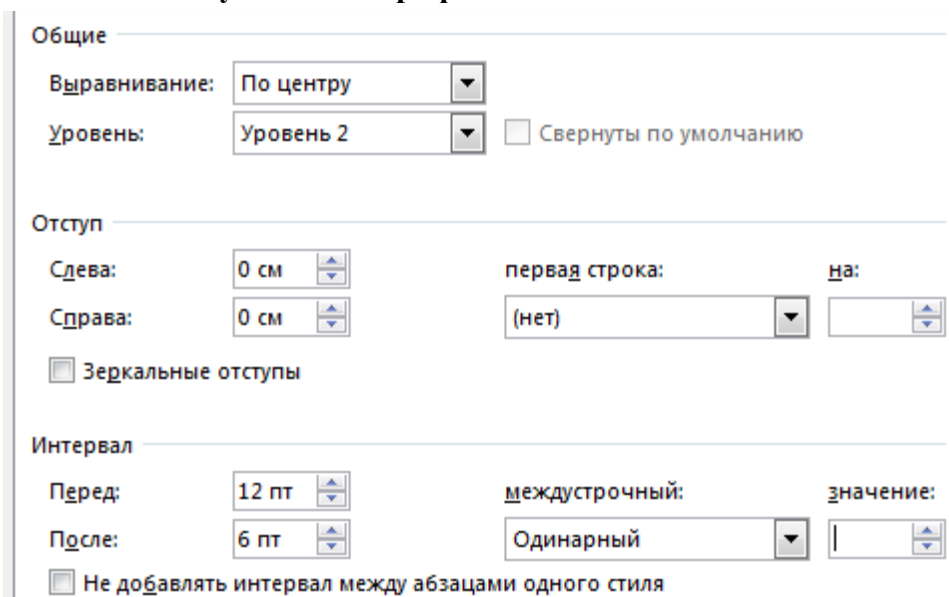 Общие
Выравнивание: По центру
Уровень: Уровень 2 Свернуты по умолчанию
Отступ
Слева: 0 см первая строка: на:
Справа: 0 см (нет)
Зеркальные отступы
Интервал
Перед: 12 пт междустрочный: значение:
После: 6 пт Одинарный
Не добавлять интервал между абзацами одного стиля